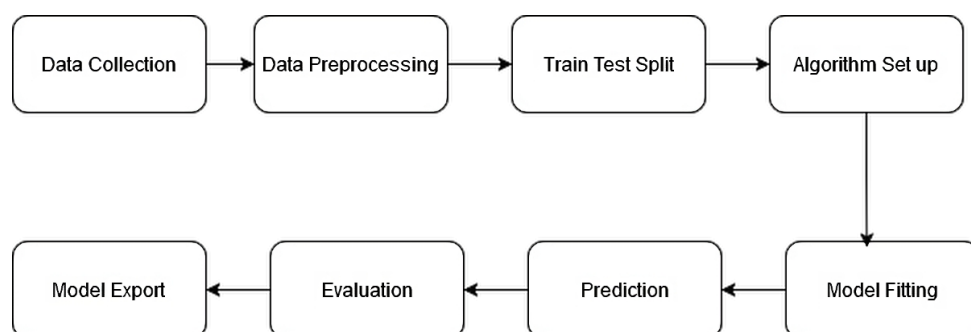 Data Collection
Data Preprocessing
Train Test Split
Algorithm Set up
Model Fitting
Prediction
Evaluation
Model Export